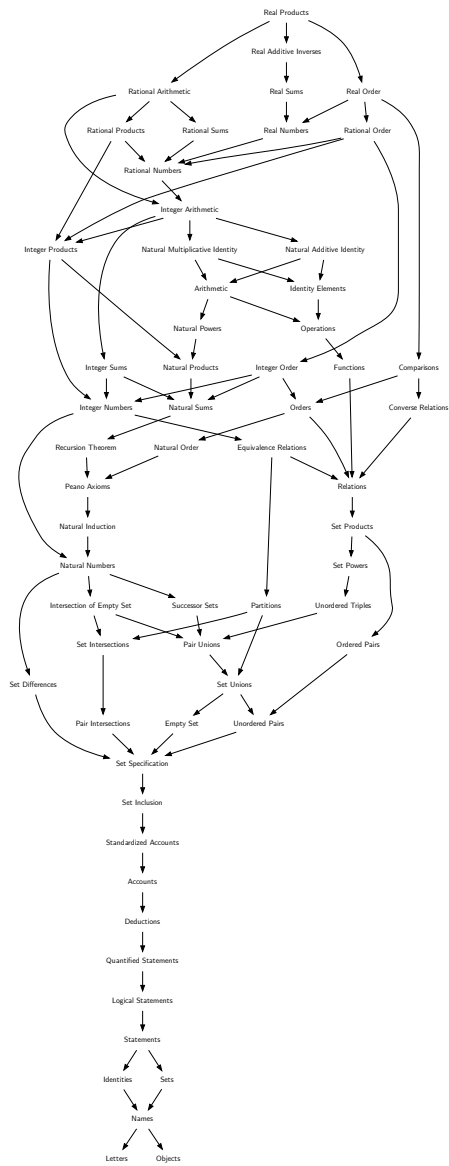 Real Products
Real Additive Inverses
Rational Arithmetic Real Sums Real Order
Rational Products Rational Sums Real Numbers Rational Order
Rational Numbers
Integer Arithmetic
Integer Products Natural Multiplicative Identity Natural Additive Identity
Arithmetic Identity Elements
Natural Powers Operations
Integer Sums Natural Products Integer Order Functions Comparisons
Integer Numbers Natural Sums Orders Converse Relations
Recursion Theorem Natural Order Equivalence Relations
Peano Axioms Relations
Natural Induction Set Products
Natural Numbers Set Powers
Intersection of Empty Set Successor Sets Partitions Unordered Triples
Set Intersections Pair Unions Ordered Pairs
Set Differences Set Unions
Pair Intersections Empty Set Unordered Pairs
Set Specification
Set Inclusion
Standardized Accounts
Accounts
Deductions
Quantified Statements
Logical Statements
Statements
Identities Sets
Names
Letters Objects